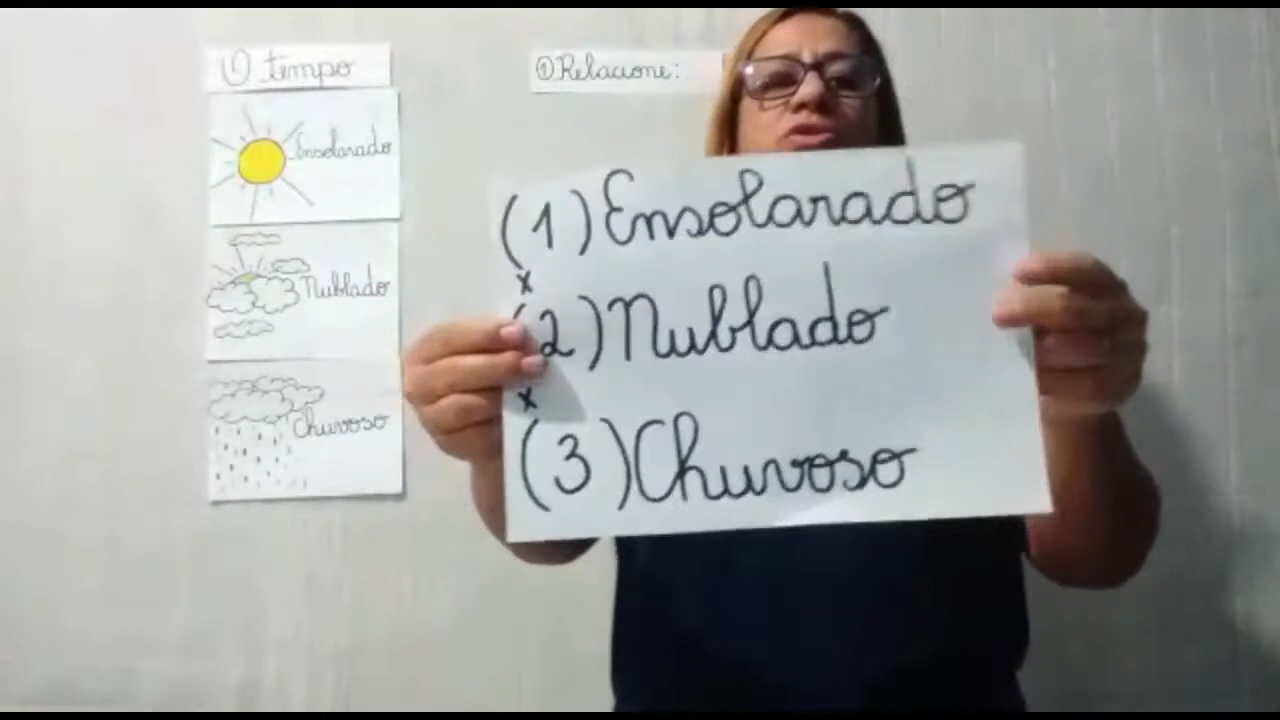 O tempo
Ensolarado
Nublado
Chuvoso
① Relacione:
(1) Ensolarado
x
(2) Nublado
x
(3) Chuvoso